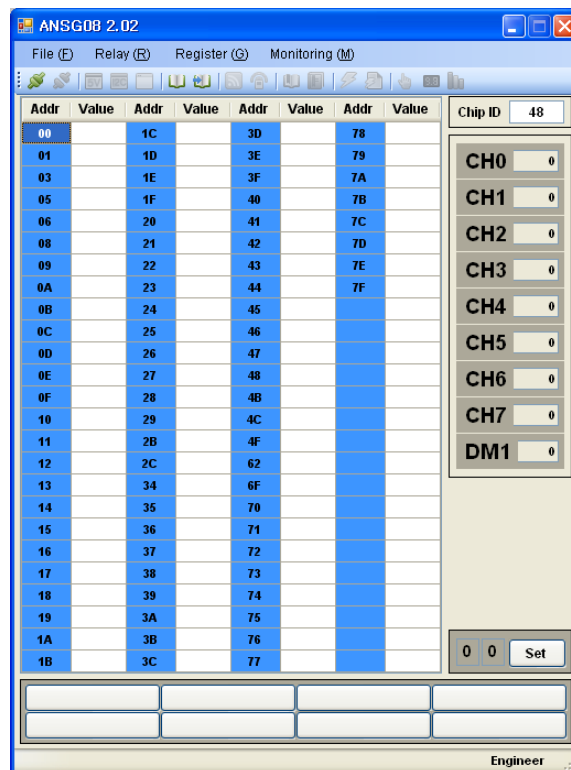 ANSG08 2.02
File (F) Relay (R) Register (G) Monitoring (M)
Addr Value Addr Value Addr Value Addr Value Chip ID 48
00 1C 3D 78
01 1D 3E 79
03 1E 3F 7A
05 1F 40 7B
06 20 41 7C
08 21 42 7D
09 22 43 7E
0A 23 44 7F
0B 24 45
0C 25 46
0D 26 47
0E 27 48
0F 28 4B
10 29 4C
11 2B 4F
12 2C 62
13 34 6F
14 35 70
15 36 71
16 37 72
17 38 73
18 39 74
19 3A 75
1A 3B 76
1B 3C 77
CH0 0
CH1 0
CH2 0
CH3 0
CH4 0
CH5 0
CH6 0
CH7 0
DM1 0
0 0 Set
Engineer